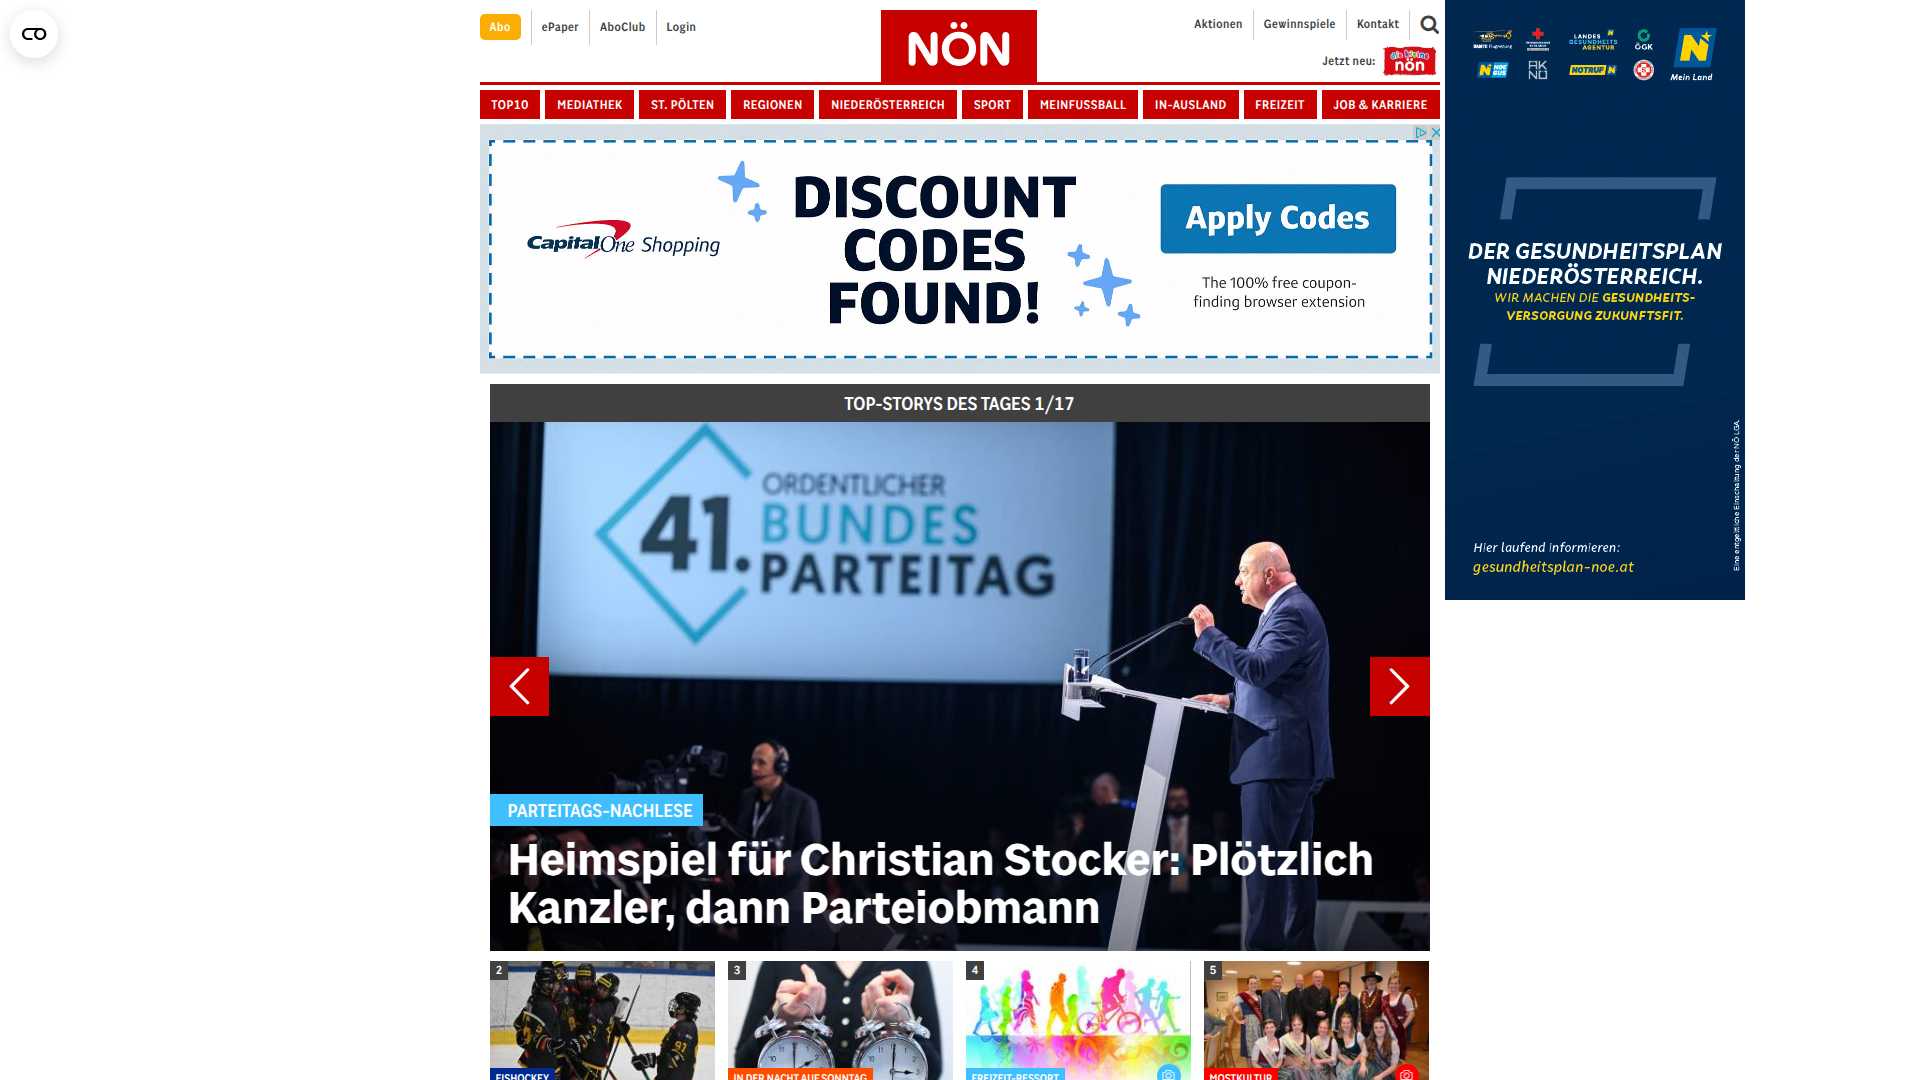 Abo
ePaper
AboClub
Login
NÖN
Aktionen
Gewinnspiele
Kontakt
Jetzt neu:
die kleine
nön
TOP10
MEDIATHEK
ST. PÖLTEN
REGIONEN
NIEDERÖSTERREICH
SPORT
MEINFUSSBALL
IN-AUSLAND
FREIZEIT
JOB & KARRIERE
Capital One Shopping
DISCOUNT
CODES
FOUND!
Apply Codes
The 100% free coupon-
finding browser extension
LANDES
GESUNDHEITS
AGENTUR
ÖGK
NOTRUF N
AK
NÖ
N
Mein Land
DER GESUNDHEITSPLAN
NIEDERÖSTERREICH.
WIR MACHEN DIE GESUNDHEITS-
VERSORGUNG ZUKUNFTSFIT.
Eine entgeltliche Einschaltung der NÖ LGA.
Hier laufend informieren:
gesundheitsplan-noe.at
TOP-STORYS DES TAGES 1/17
41. ORDENTLICHER
BUNDES
PARTEITAG
PARTEITAGS-NACHLESE
Heimspiel für Christian Stocker: Plötzlich
Kanzler, dann Parteiobmann
2
3
4
5
EISHOCKEY
IN DER NACHT AUF SONNTAG
FREIZEIT-RESSORT
MOSTKULTUR